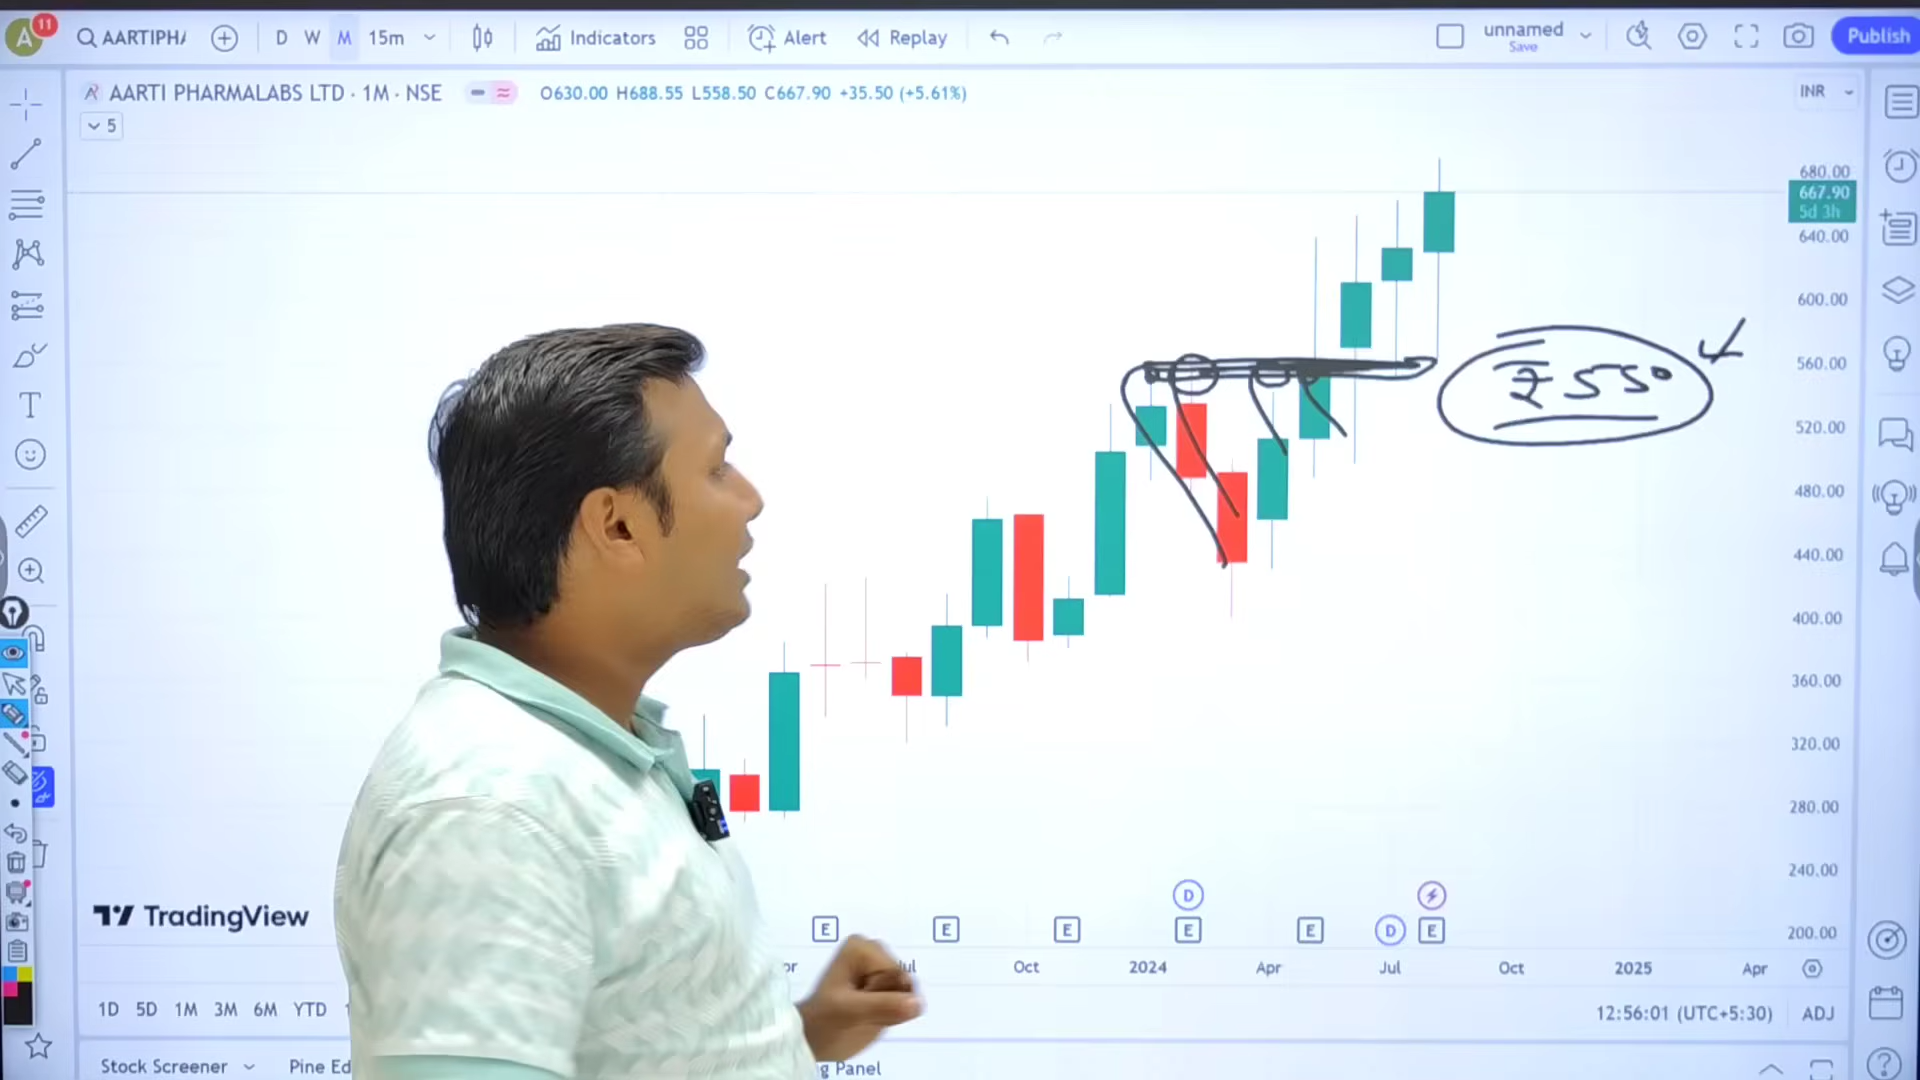 A 11 AARTIPHA D W M 15m Indicators Alert Replay unnamed Save Publish
AARTI PHARMALABS LTD · 1M · NSE O630.00 H688.55 L558.50 C667.90 +35.50 (+5.61%) INR
5
680.00
667.90
5d 3h
640.00
600.00
560.00
₹550
520.00
480.00
440.00
400.00
360.00
320.00
280.00
240.00
TradingView
D
E E E E E D E
200.00
Oct 2024 Apr Jul Oct 2025 Apr
1D 5D 1M 3M 6M YTD 12:56:01 (UTC+5:30) ADJ
Stock Screener Pine Ed g Panel